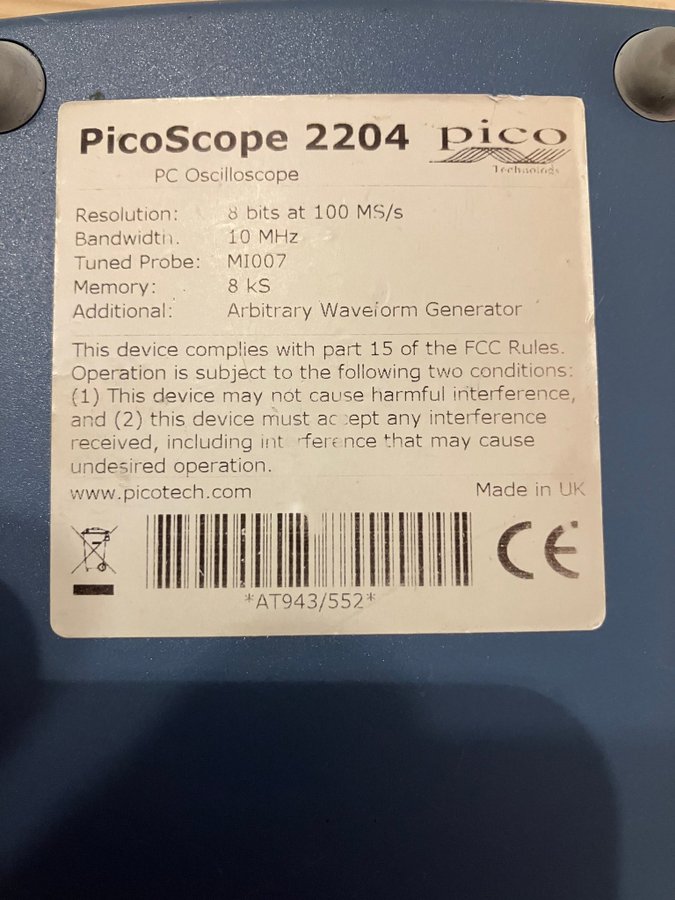 PicoScope 2204 pico
Technology
PC Oscilloscope
Resolution: 8 bits at 100 MS/s
Bandwidth: 10 MHz
Tuned Probe: MI007
Memory: 8 kS
Additional: Arbitrary Waveform Generator
This device complies with part 15 of the FCC Rules.
Operation is subject to the following two conditions:
(1) This device may not cause harmful interference,
and (2) this device must accept any interference
received, including interference that may cause
undesired operation.
www.picotech.com Made in UK
CE
*AT943/552*